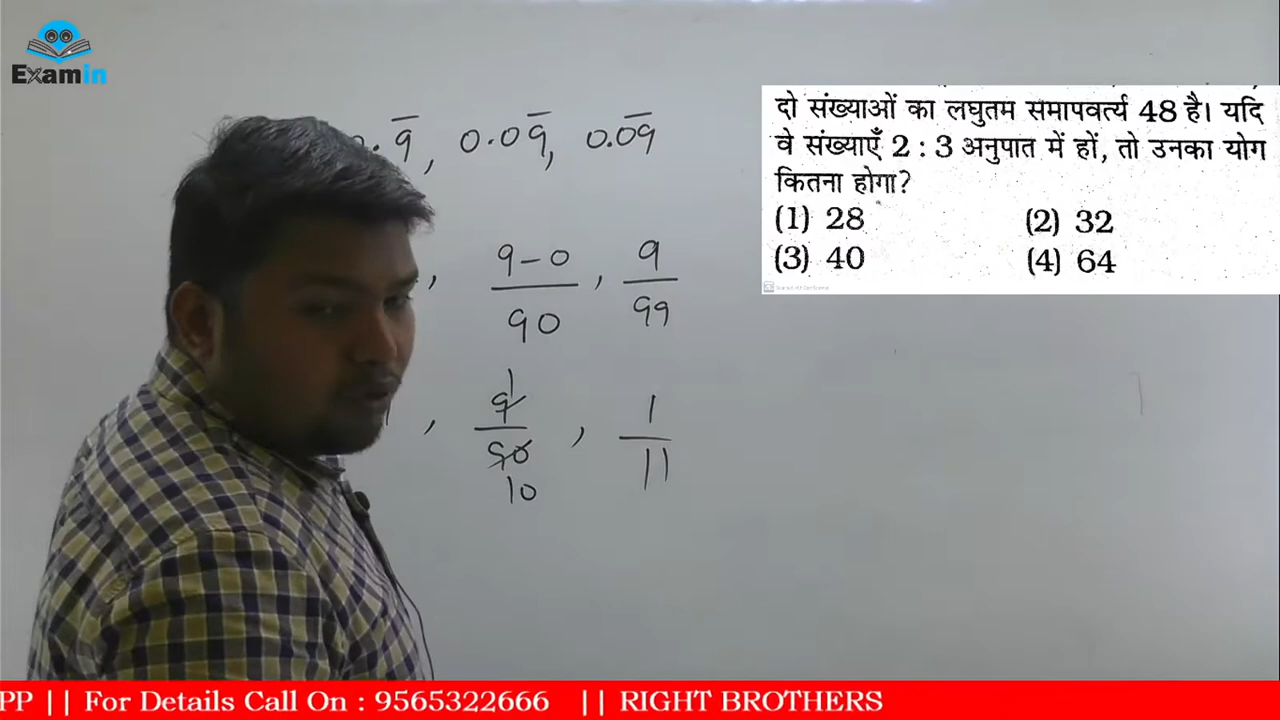 Examin
दो संख्याओं का लघुतम समापवर्त्य 48 है। यदि
वे संख्याएँ 2 : 3 अनुपात में हों, तो उनका योग
कितना होगा?
(1) 28 (2) 32
(3) 40 (4) 64
0.09̅, 0.0̅9̅
, 9-0/90 , 9/99
, 9/90 , 1/11
1
10
PP || For Details Call On : 9565322666 || RIGHT BROTHERS